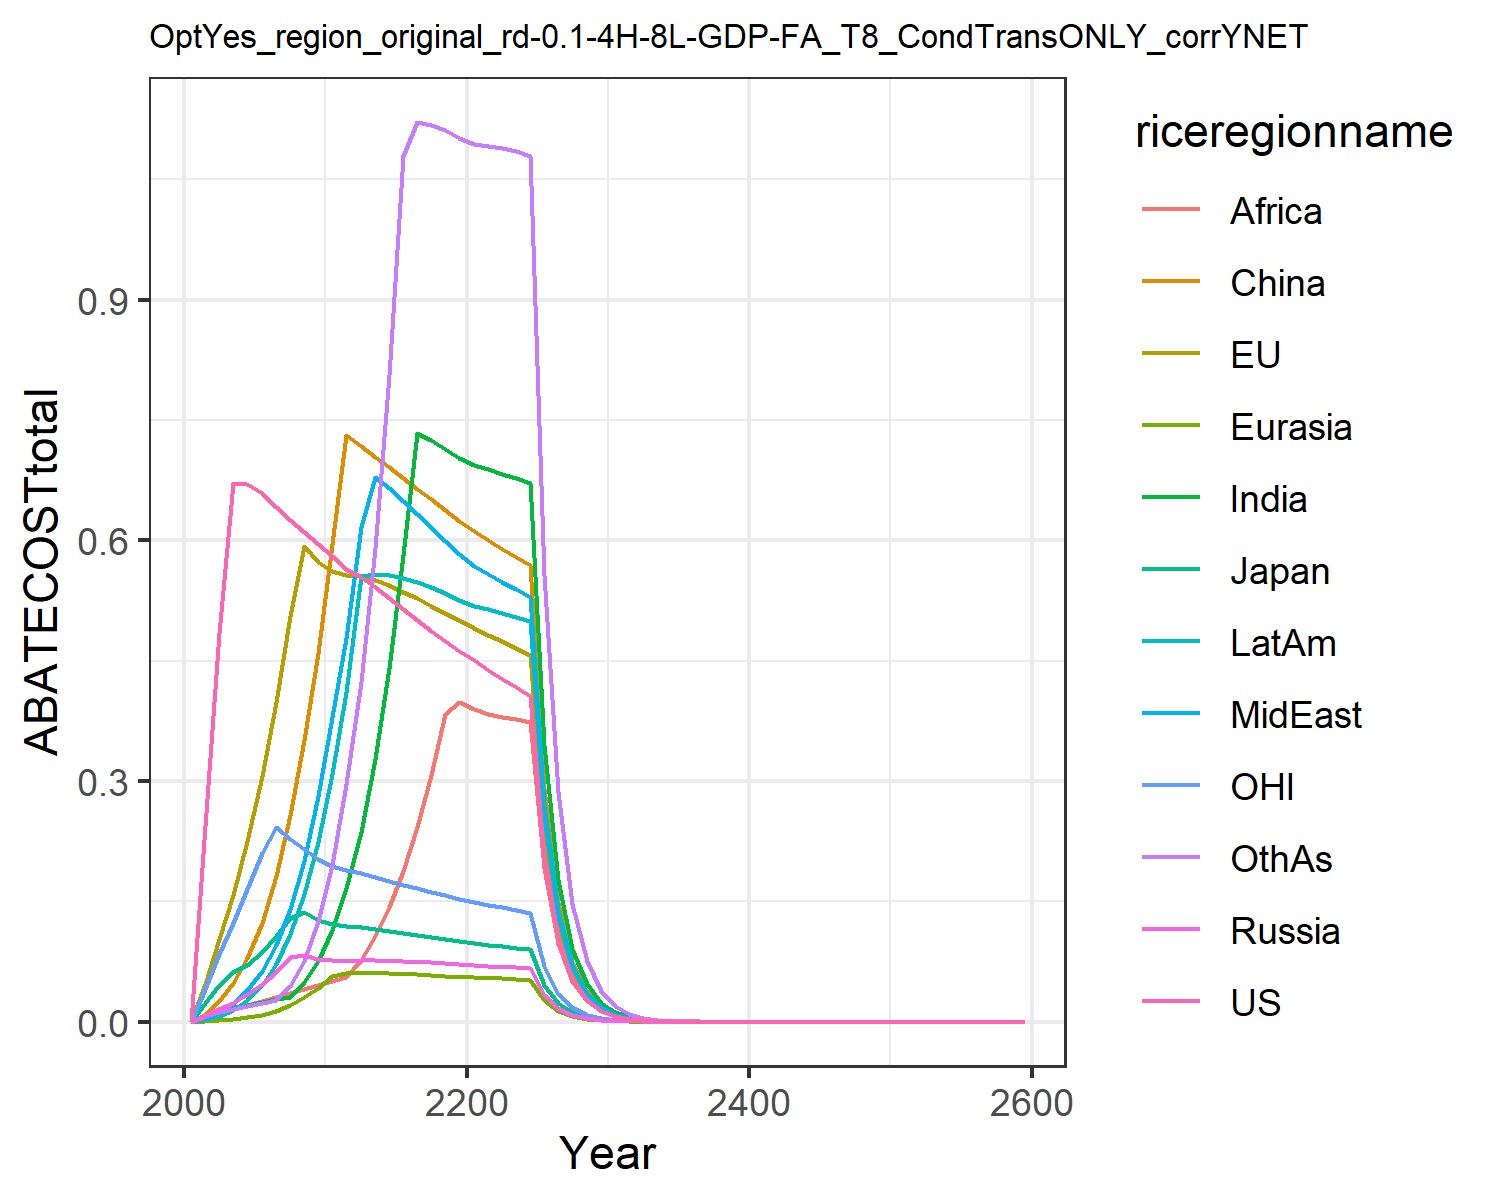 OptYes_region_original_rd-0.1-4H-8L-GDP-FA_T8_CondTransONLY_corrYNET
riceregionname
Africa
China
EU
Eurasia
India
Japan
LatAm
MidEast
OHI
OthAs
Russia
US
ABATECOSTtotal
0.9
0.6
0.3
0.0
2000
2200
2400
2600
Year